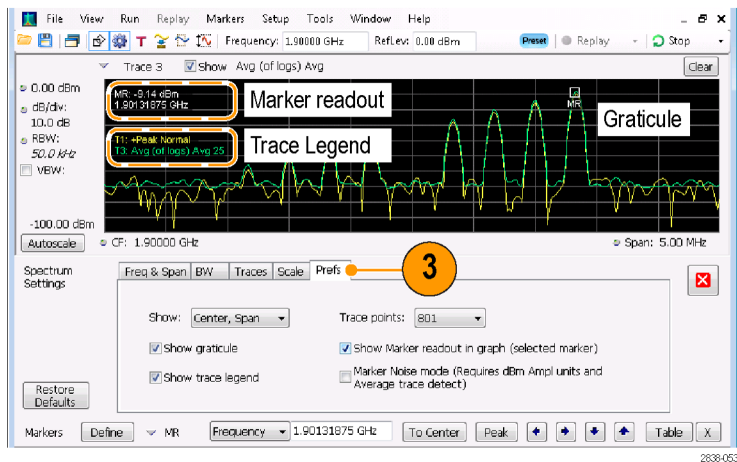 File View Run Replay Markers Setup Tools Window Help
T Frequency: 1.90000 GHz RefLev: 0.00 dBm Preset Replay Stop
Trace 3 Show Avg (of logs) Avg Clear
0.00 dBm
dB/div:
10.0 dB
RBW:
50.0 kHz
VBW:
-100.00 dBm
Autoscale
MR: -9.14 dBm
1.90131875 GHz
Marker readout
T1: +Peak Normal
T3: Avg (of logs) Avg 25
Trace Legend
MR
Graticule
CF: 1.90000 GHz Span: 5.00 MHz
Spectrum
Settings
Freq & Span BW Traces Scale Prefs
3
Show: Center, Span Trace points: 801
Show graticule Show Marker readout in graph (selected marker)
Show trace legend Marker Noise mode (Requires dBm Ampl units and
Average trace detect)
Restore
Defaults
Markers Define MR Frequency 1.90131875 GHz To Center Peak Table X
2838-053